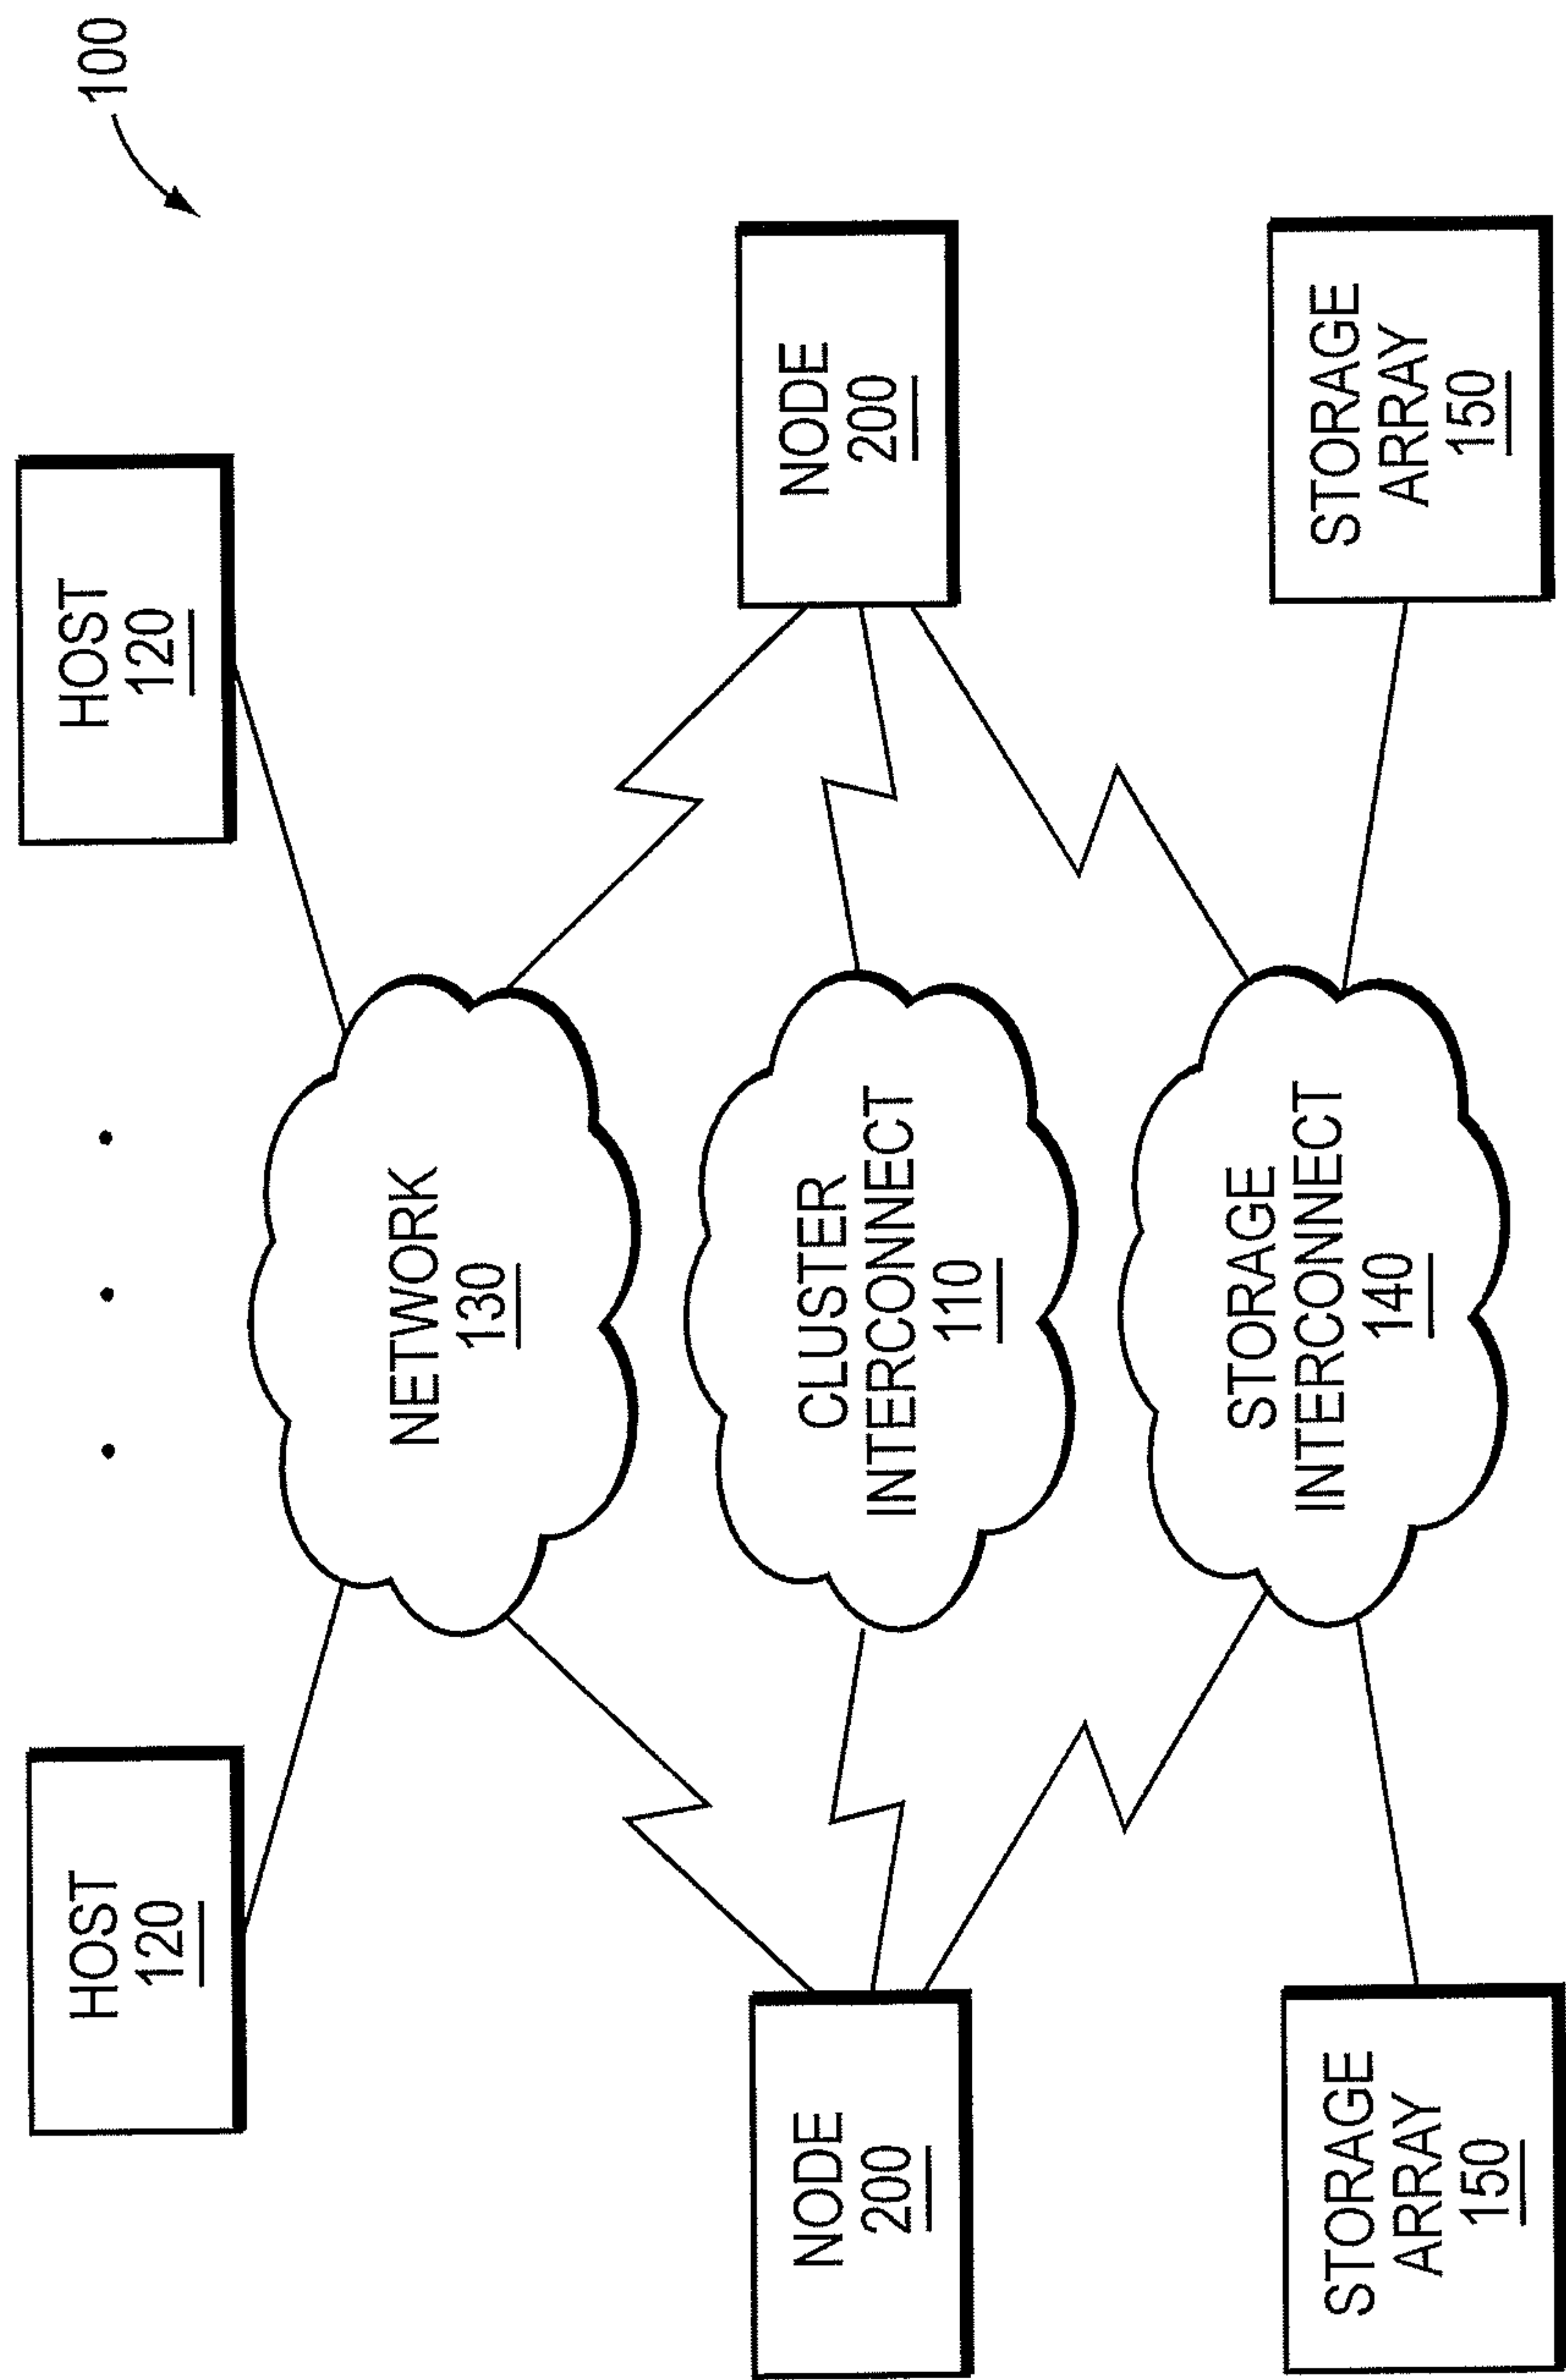 100
HOST
120
HOST
120
. . .
NETWORK
130
NODE
200
CLUSTER
INTERCONNECT
110
NODE
200
STORAGE
INTERCONNECT
140
STORAGE
ARRAY
150
STORAGE
ARRAY
150